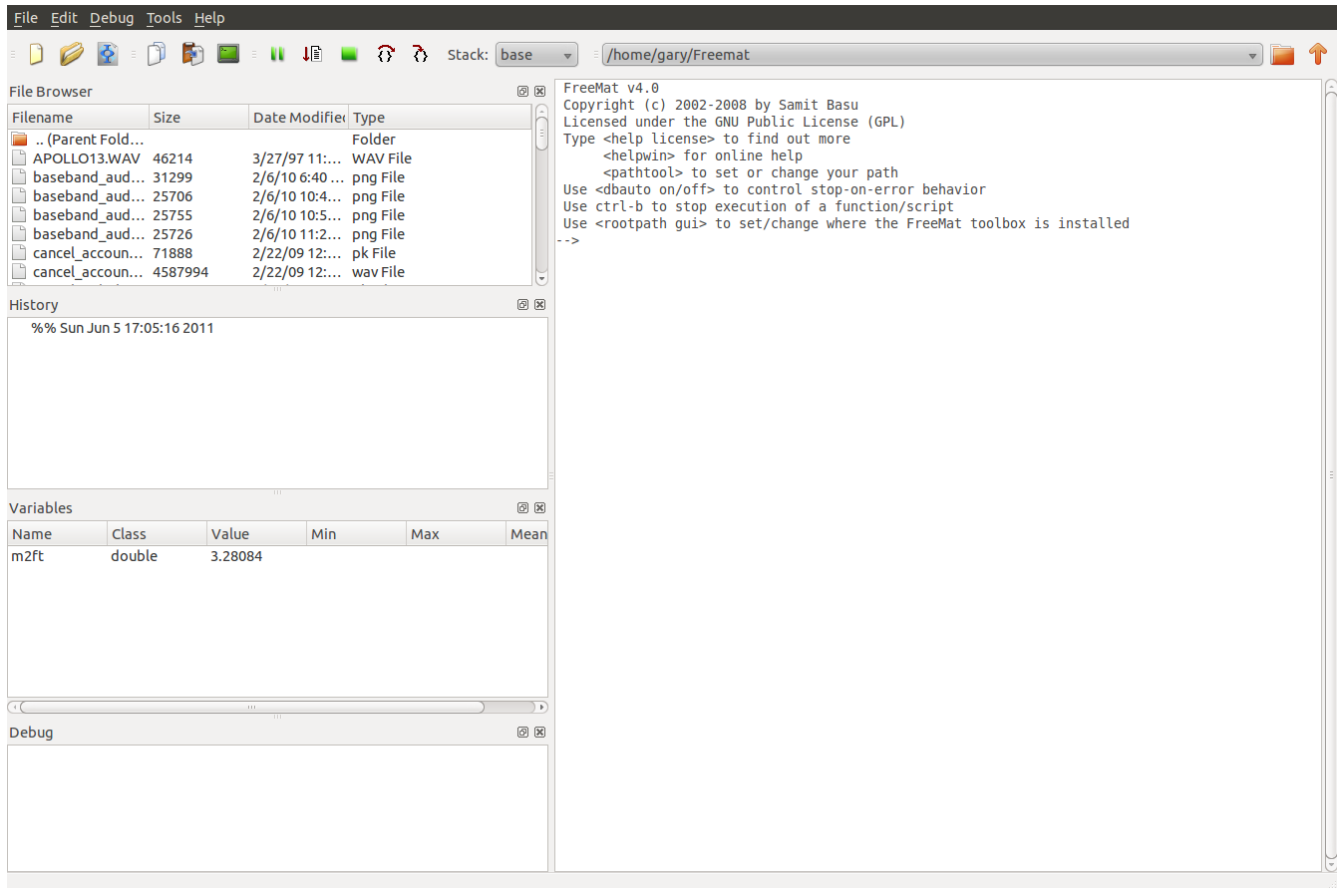 File Edit Debug Tools Help
Stack: base /home/gary/Freemat
File Browser
Filename Size Date Modified Type
.. (Parent Fold... Folder
APOLLO13.WAV 46214 3/27/97 11:... WAV File
baseband_aud... 31299 2/6/10 6:40 ... png File
baseband_aud... 25706 2/6/10 10:4... png File
baseband_aud... 25755 2/6/10 10:5... png File
baseband_aud... 25726 2/6/10 11:2... png File
cancel_accoun... 71888 2/22/09 12:... pk File
cancel_accoun... 4587994 2/22/09 12:... wav File
History
%% Sun Jun 5 17:05:16 2011
Variables
Name Class Value Min Max Mean
m2ft double 3.28084
Debug
FreeMat v4.0
Copyright (c) 2002-2008 by Samit Basu
Licensed under the GNU Public License (GPL)
Type <help license> to find out more
<helpwin> for online help
<pathtool> to set or change your path
Use <dbauto on/off> to control stop-on-error behavior
Use ctrl-b to stop execution of a function/script
Use <rootpath gui> to set/change where the FreeMat toolbox is installed
-->